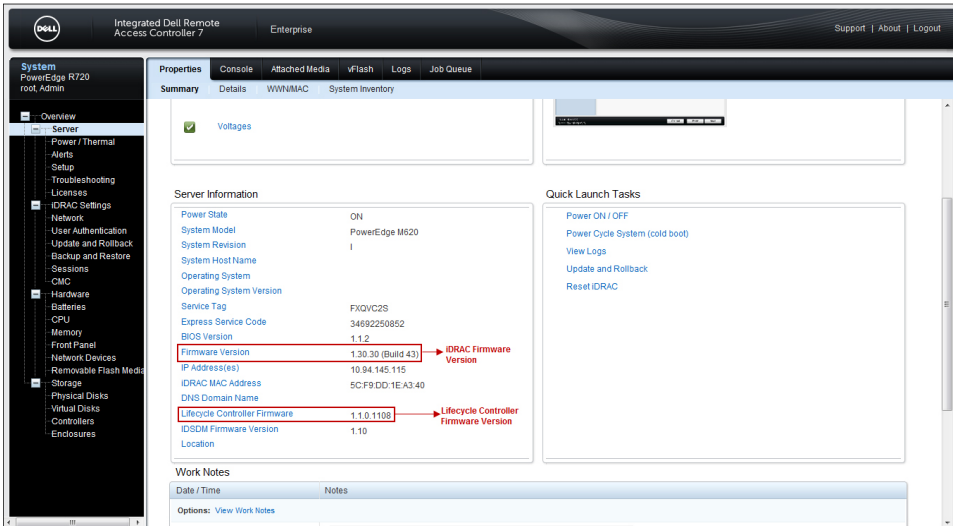 DELL
Integrated Dell Remote
Access Controller 7
Enterprise
Support | About | Logout
System
PowerEdge R720
root, Admin
Properties Console Attached Media vFlash Logs Job Queue
Summary Details WWN/MAC System Inventory
Overview
Server
Power / Thermal
Alerts
Setup
Troubleshooting
Licenses
iDRAC Settings
Network
User Authentication
Update and Rollback
Backup and Restore
Sessions
CMC
Hardware
Batteries
CPU
Memory
Front Panel
Network Devices
Removable Flash Media
Storage
Physical Disks
Virtual Disks
Controllers
Enclosures
Voltages
Server Information
Power State ON
System Model PowerEdge M620
System Revision I
System Host Name
Operating System
Operating System Version
Service Tag FXQVC2S
Express Service Code 34692250852
BIOS Version 1.1.2
Firmware Version 1.30.30 (Build 43) iDRAC Firmware
Version
IP Address(es) 10.94.145.115
iDRAC MAC Address 5C:F9:DD:1E:A3:40
DNS Domain Name
Lifecycle Controller Firmware 1.1.0.1108 Lifecycle Controller
Firmware Version
IDSDM Firmware Version 1.10
Location
Quick Launch Tasks
Power ON / OFF
Power Cycle System (cold boot)
View Logs
Update and Rollback
Reset iDRAC
Work Notes
Date / Time Notes
Options: View Work Notes